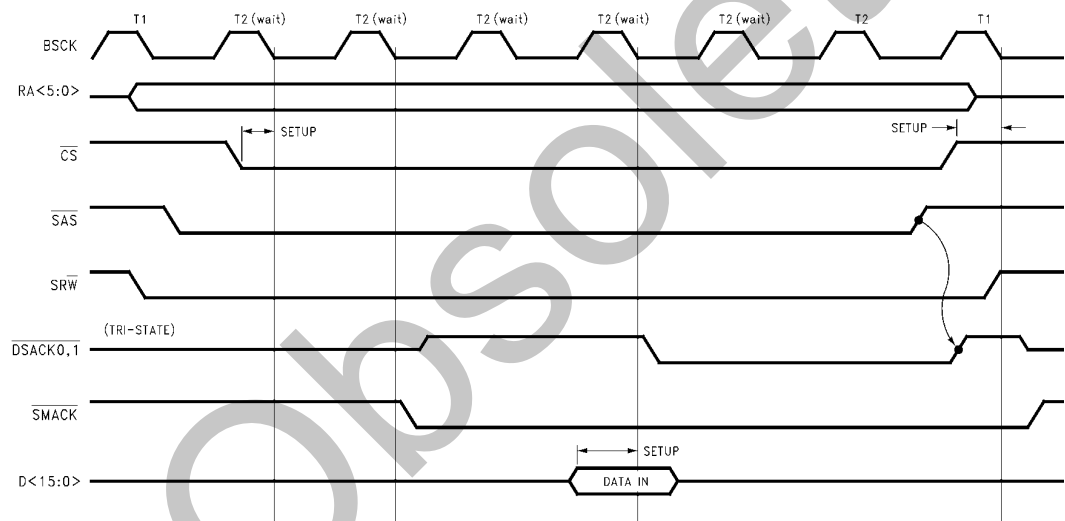 T1 T2 (wait) T2 (wait) T2 (wait) T2 (wait) T2 (wait) T2 T1
BSCK
RA<5:0>
SETUP SETUP
CS
SAS
SRW
(TRI-STATE)
DSACK0,1
SMACK
SETUP
D<15:0> DATA IN
Obsolete